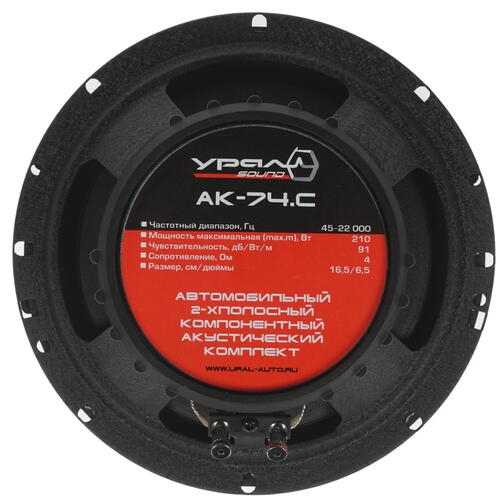 УРАЛ
SOUND
АК-74.С
Частотный диапазон, Гц 45-22 000
Мощность максимальная (max.m), Вт 210
Чувствительность, дБ/Вт/м 91
Сопротивление, Ом 4
Размер, см/дюймы 16,5/6,5
АВТОМОБИЛЬНЫЙ
2-ХПОЛОСНЫЙ
КОМПОНЕНТНЫЙ
АКУСТИЧЕСКИЙ
КОМПЛЕКТ
WWW.URAL-AUTO.RU